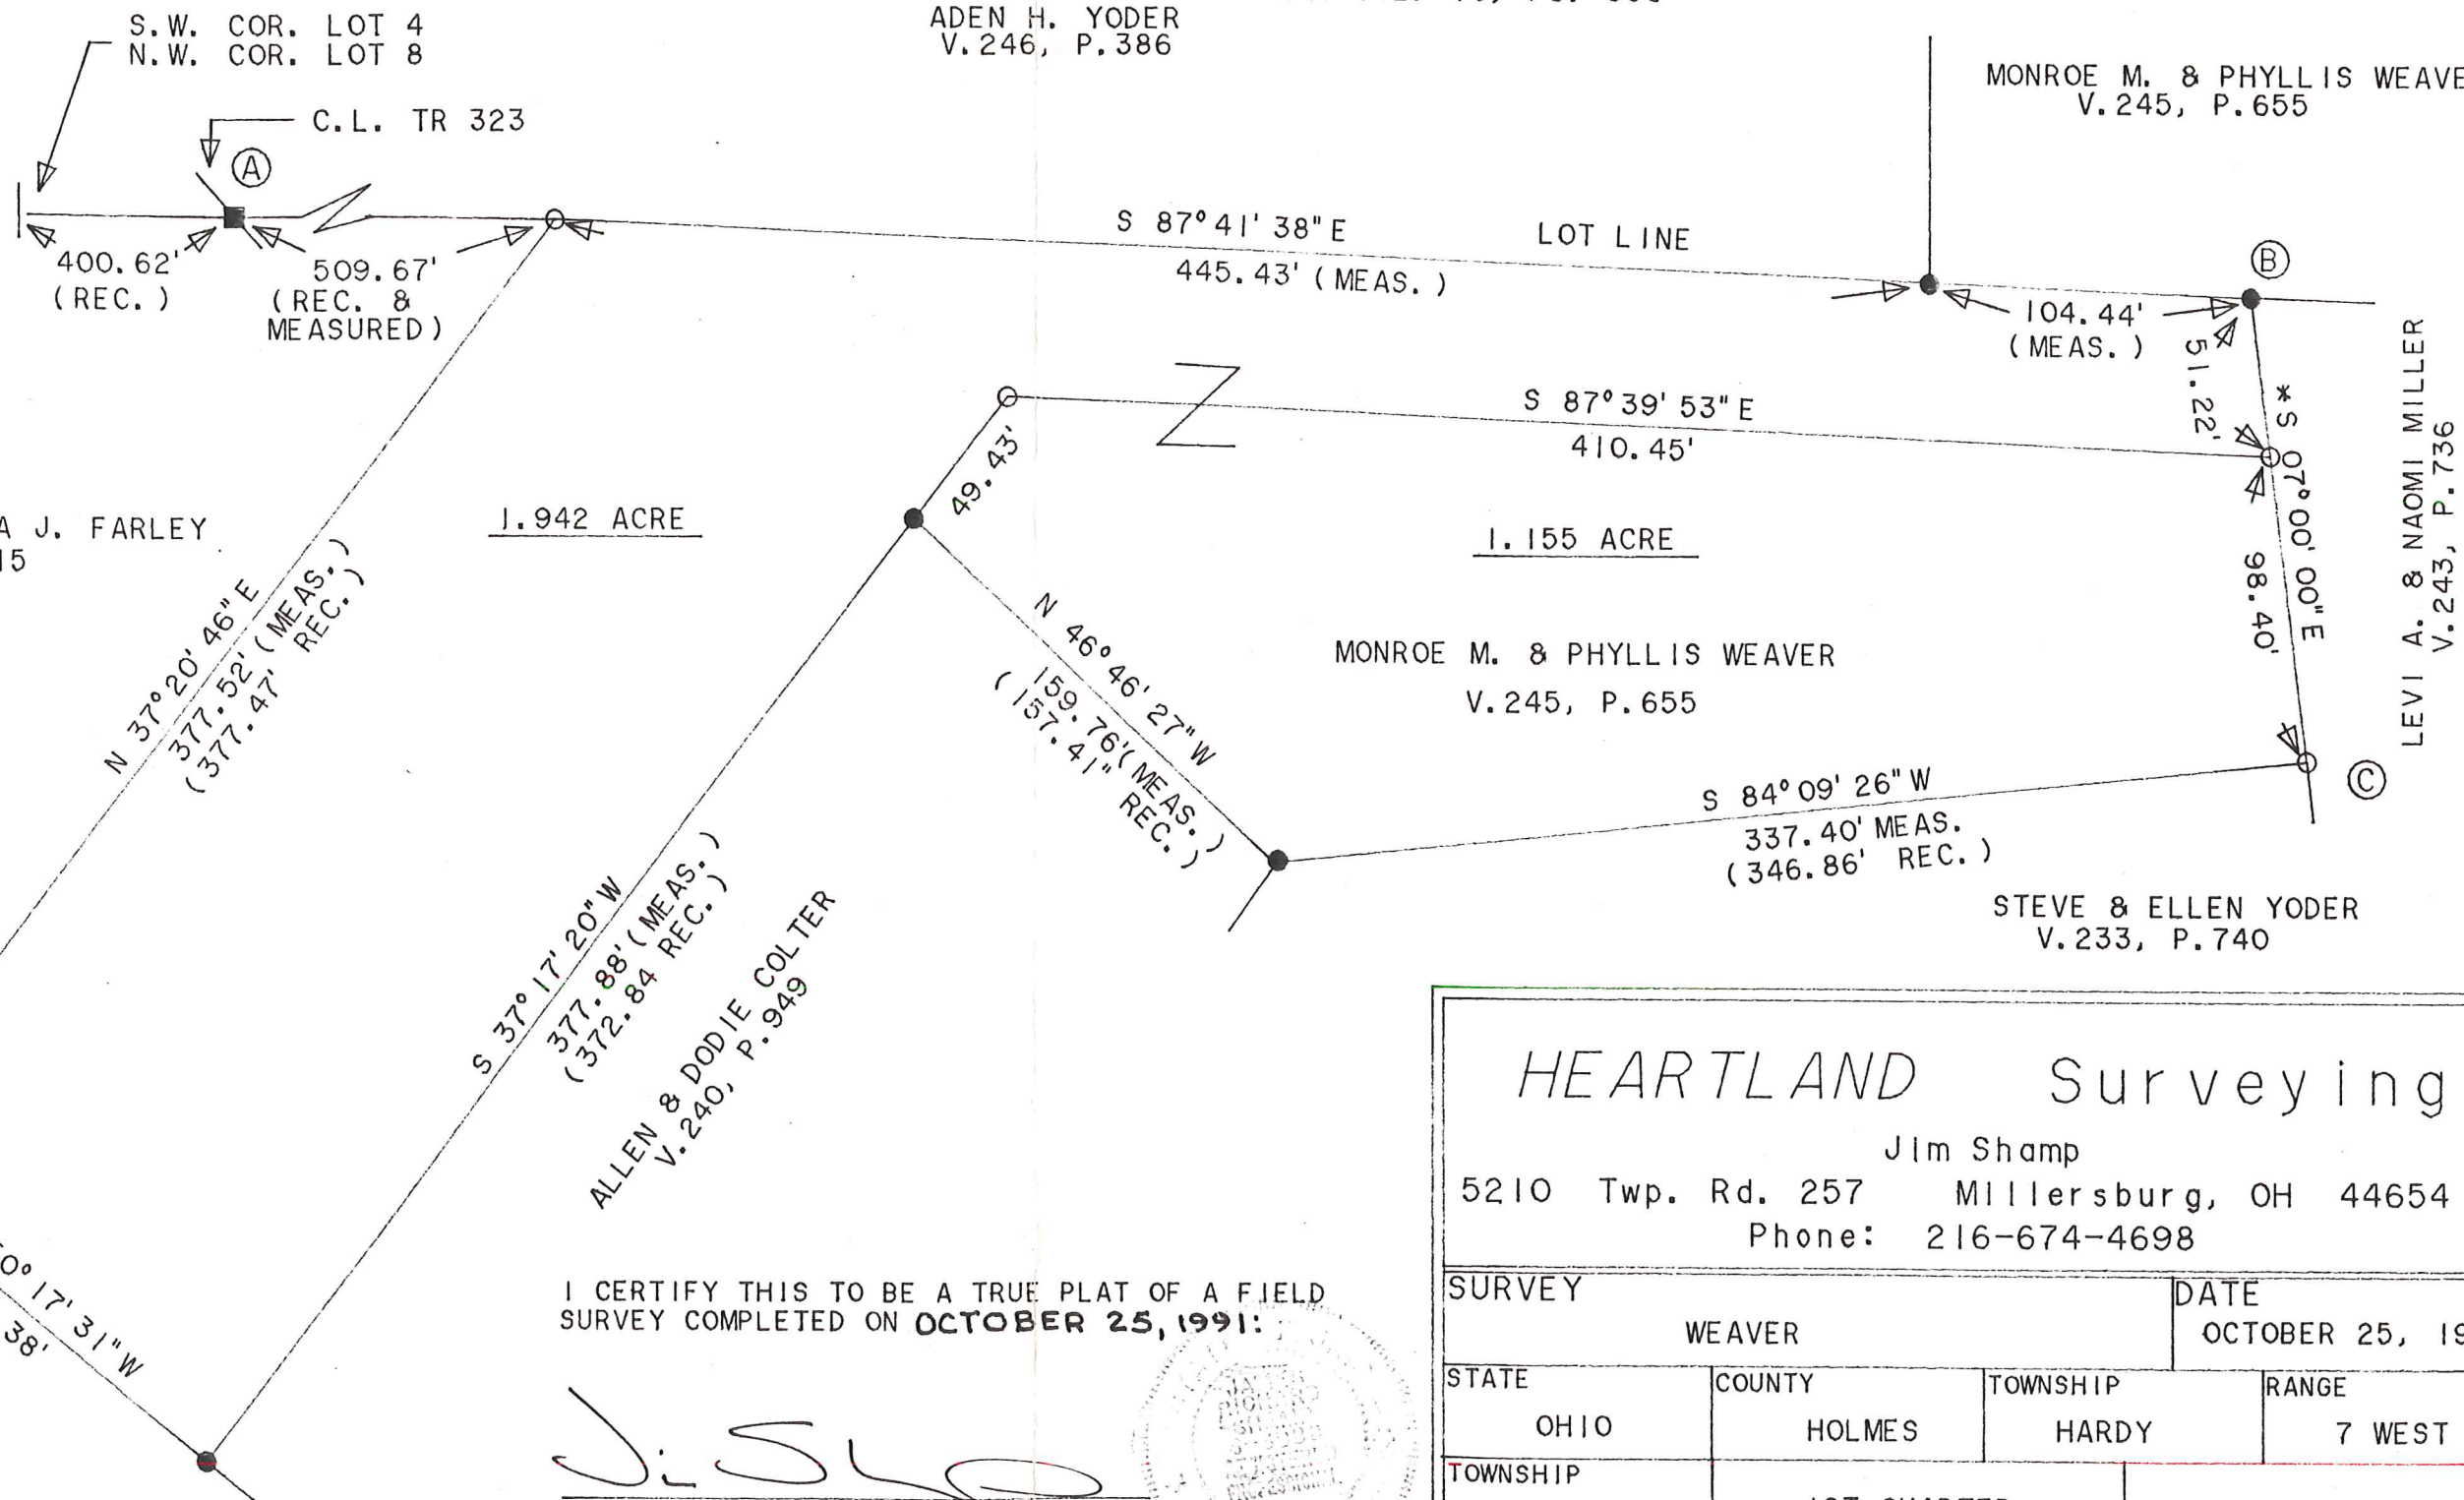 S.W. COR. LOT 4
N.W. COR. LOT 8
C.L. TR 323
A
ADEN H. YODER
V.246, P.386
MONROE M. & PHYLLIS WEAVE
V.245, P.655
400.62'
(REC.)
509.67'
(REC. &
MEASURED)
S 87°41'38"E
LOT LINE
445.43' (MEAS.)
B
104.44'
(MEAS.)
51.22'
*S 07°00'00"E
98.40'
LEVI A. & NAOMI MILLER
V.243, P.736
S 87°39'53"E
410.45'
49.43'
A J. FARLEY
15
1.942 ACRE
1.155 ACRE
N 37°20'46"E
377.52' (MEAS.)
(377.47' REC.)
N 46°46'27"W
159.76' (MEAS.)
(157.41" REC.)
MONROE M. & PHYLLIS WEAVER
V.245, P.655
C
S 84°09'26"W
337.40' MEAS.
(346.86' REC.)
STEVE & ELLEN YODER
V.233, P.740
S 37°17'20"W
377.88' (MEAS.)
(372.84 REC.)
ALLEN & DODIE COLTER
V.240, P.949
0°17'31"W
38'
I CERTIFY THIS TO BE A TRUE PLAT OF A FIELD
SURVEY COMPLETED ON OCTOBER 25, 1991:
HEARTLAND Surveying
Jim Shamp
5210 Twp. Rd. 257 Millersburg, OH 44654
Phone: 216-674-4698
SURVEY
WEAVER
DATE
OCTOBER 25, 19
STATE
OHIO
COUNTY
HOLMES
TOWNSHIP
HARDY
RANGE
7 WEST
TOWNSHIP